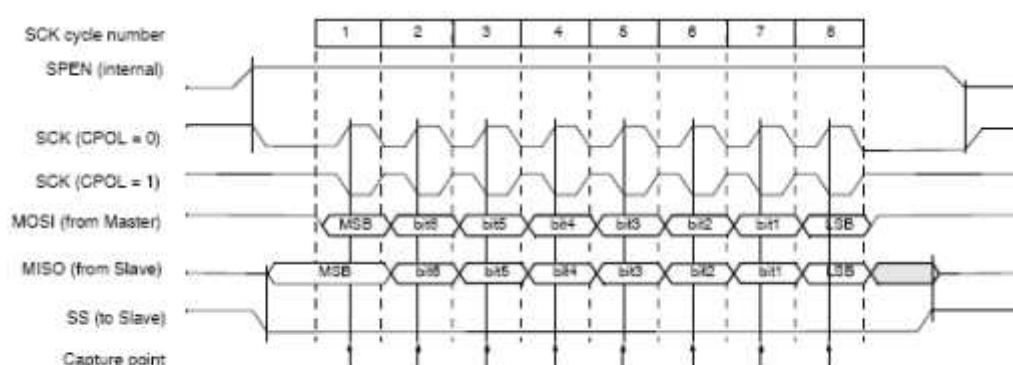 SCK cycle number 1 2 3 4 5 6 7 8
SPEN (internal)
SCK (CPOL = 0)
SCK (CPOL = 1)
MOSI (from Master) MSB bit6 bit5 bit4 bit3 bit2 bit1 LSB
MISO (from Slave) MSB bit6 bit5 bit4 bit3 bit2 bit1 LSB
SS (to Slave)
Capture point